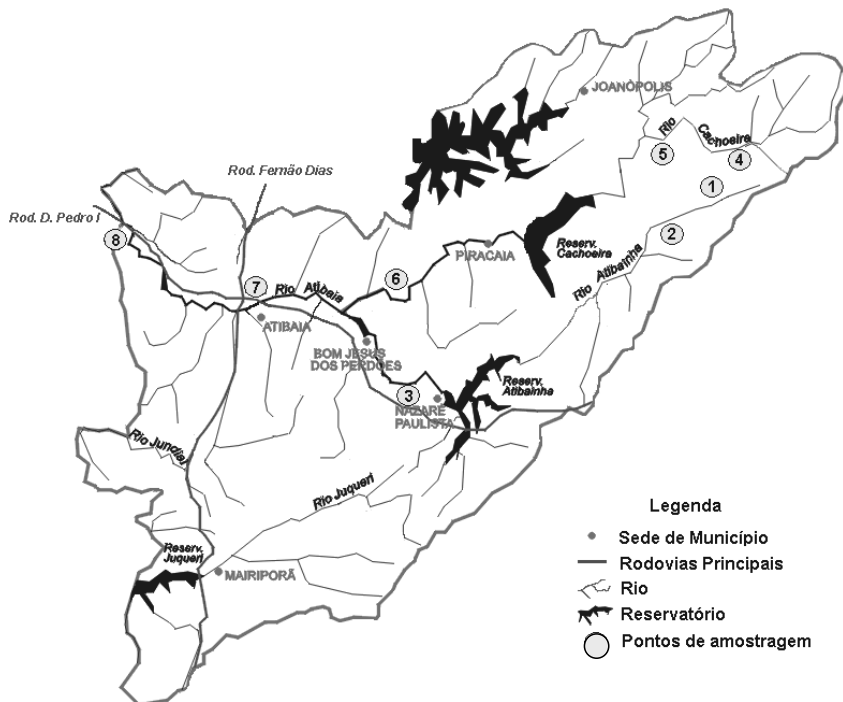 JOANÓPOLIS
Rio Cachoeira
5
4
1
Rod. Fernão Dias
Rod. D. Pedro I
8
2
PIRACAIA
Reserv.
Cachoeira
Rio Atibainha
6
7
Rio Atibaia
ATIBAIA
BOM JESUS
DOS PERDÕES
3
Reserv.
Atibainha
NAZARÉ
PAULISTA
Rio Jundiaí
Rio Juqueri
Reserv.
Juqueri
MAIRIPORÃ
Legenda
Sede de Município
Rodovias Principais
Rio
Reservatório
Pontos de amostragem